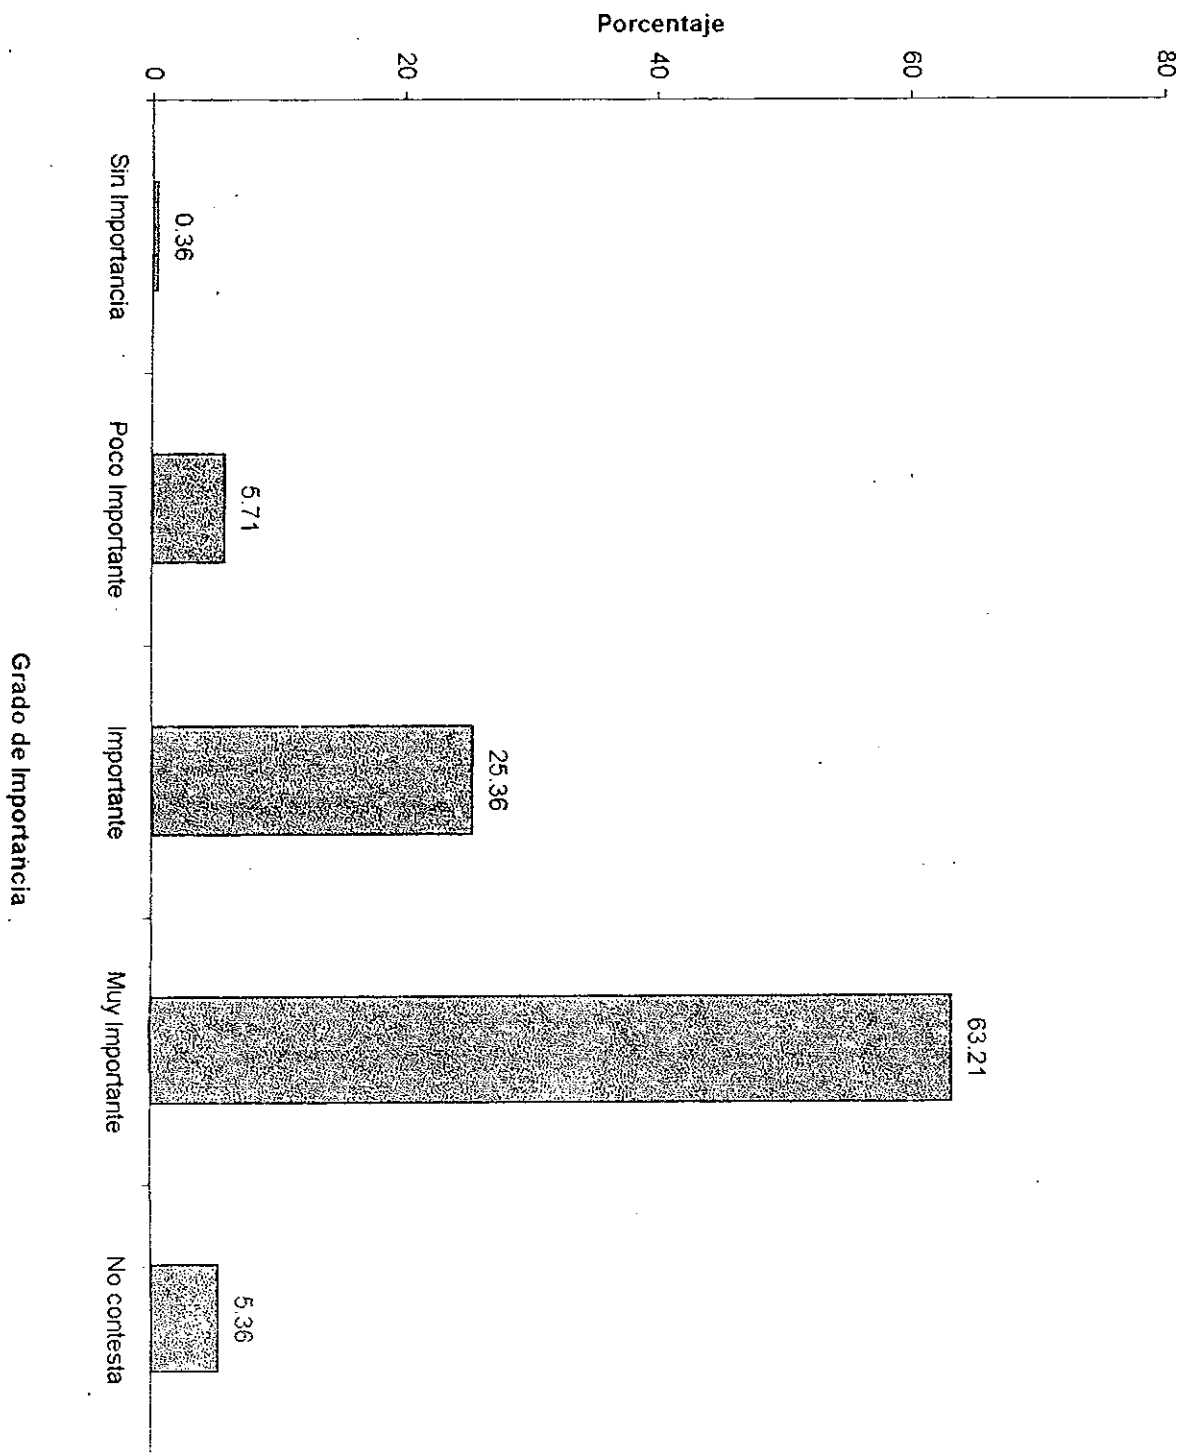 Porcentaje
80
60
40
20
0
0.36
5.71
25.36
63.21
5.36
Sin Importancia
Poco Importante
Importante
Muy Importante
No contesta
Grado de Importancia